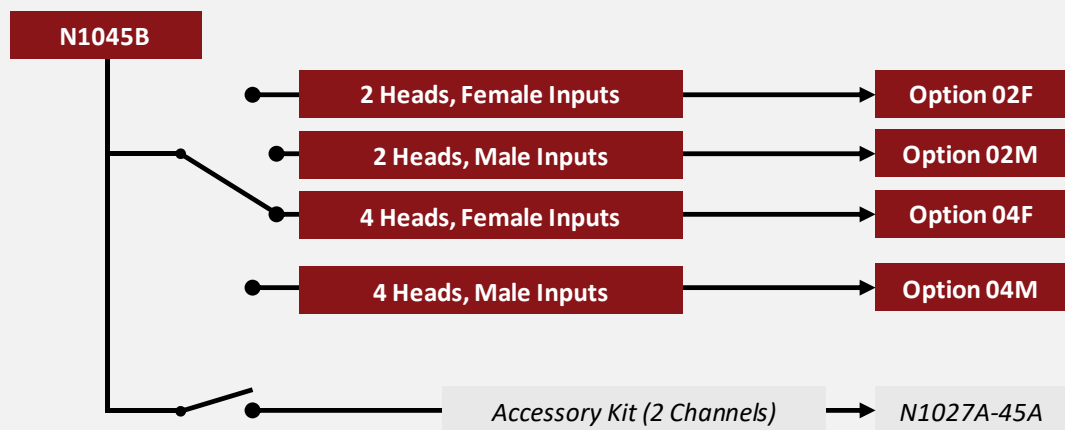 N1045B
2 Heads, Female Inputs
Option 02F
2 Heads, Male Inputs
Option 02M
4 Heads, Female Inputs
Option 04F
4 Heads, Male Inputs
Option 04M
Accessory Kit (2 Channels)
N1027A-45A